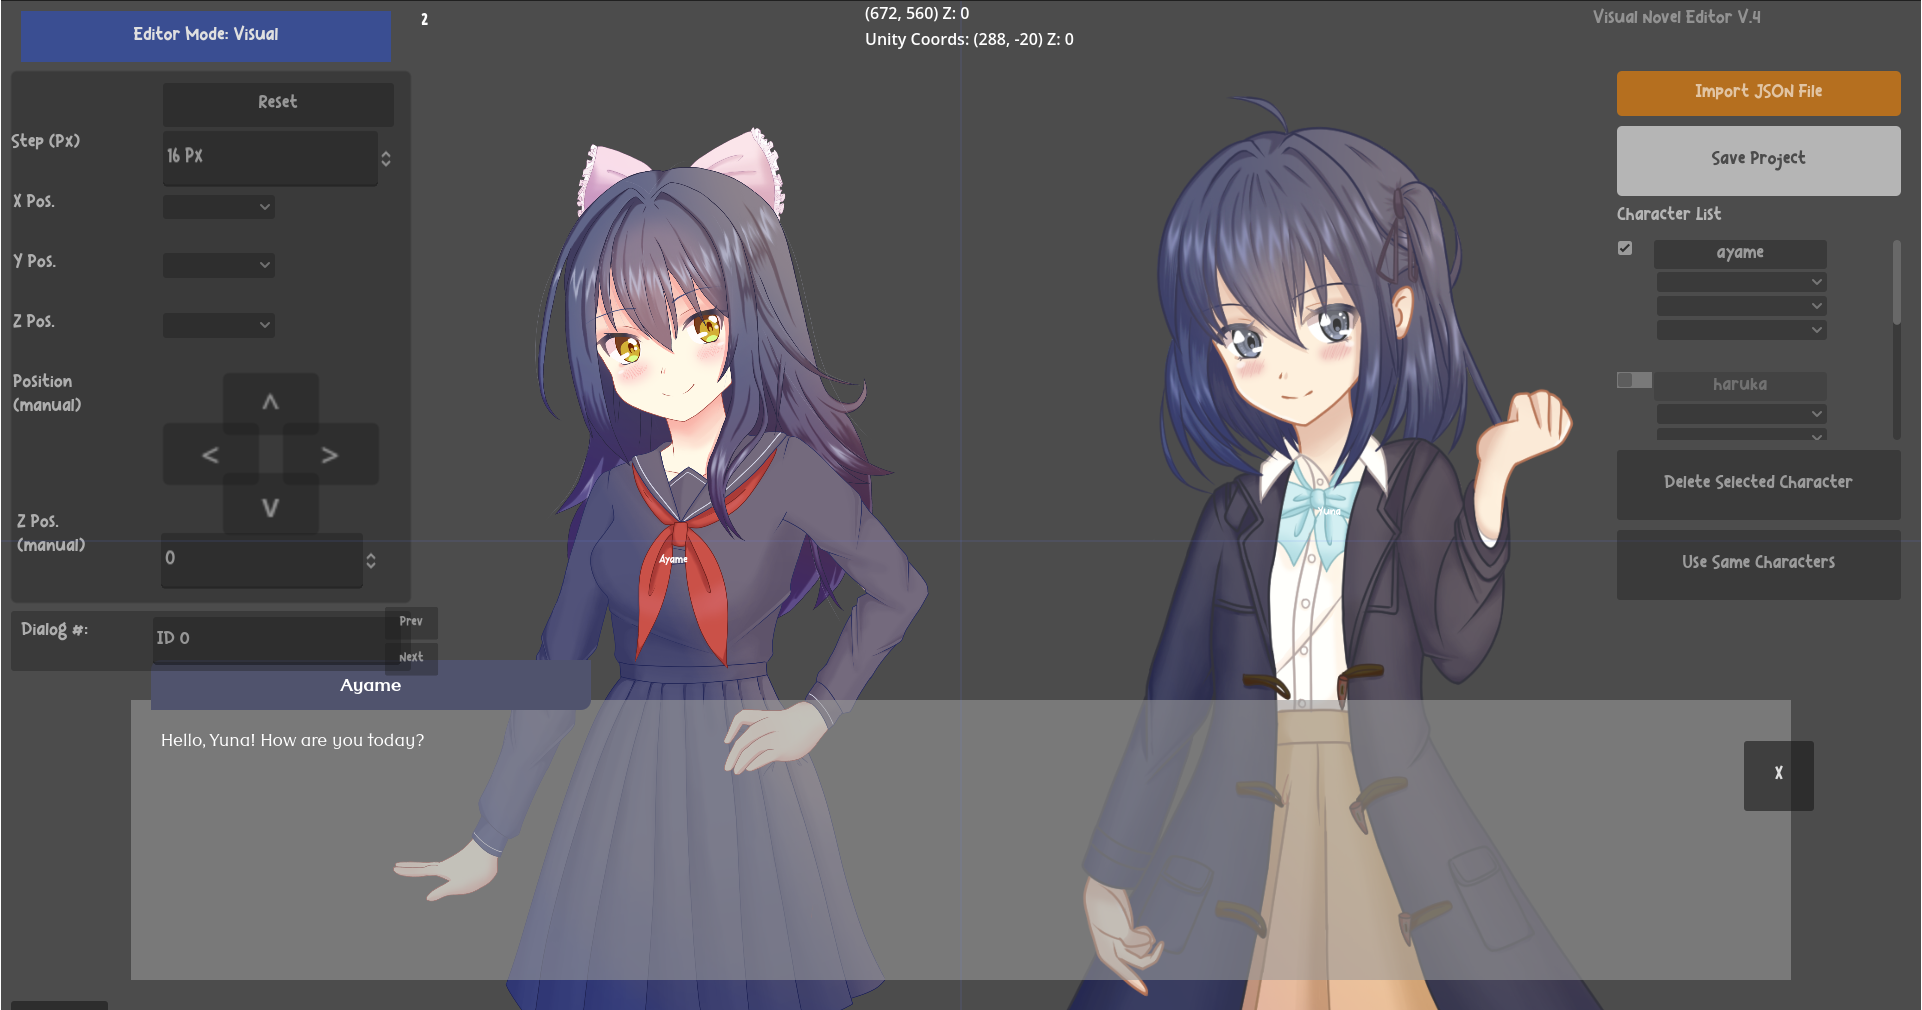 Editor Mode: Visual
2
(672, 560) Z: 0
Unity Coords: (288, -20) Z: 0
Visual Novel Editor V.4
Reset
Step (Px)
16 Px
X Pos.
Y Pos.
Z Pos.
Position
(manual)
^
<
>
V
Z Pos.
(manual)
0
Dialog #:
ID 0
Prev
Next
Import JSON File
Save Project
Character List
ayame
haruka
Delete Selected Character
Use Same Characters
Ayame
Yuna
Ayame
Hello, Yuna! How are you today?
X